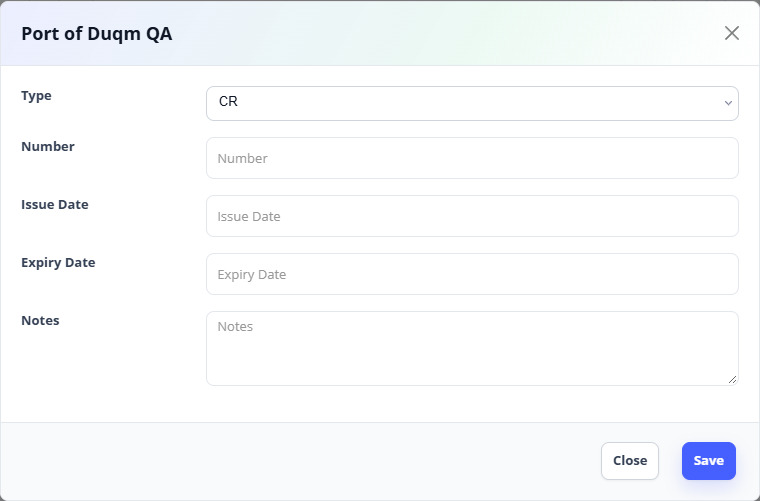 Port of Duqm QA
Type
CR
Number
Number
Issue Date
Issue Date
Expiry Date
Expiry Date
Notes
Notes
Close
Save